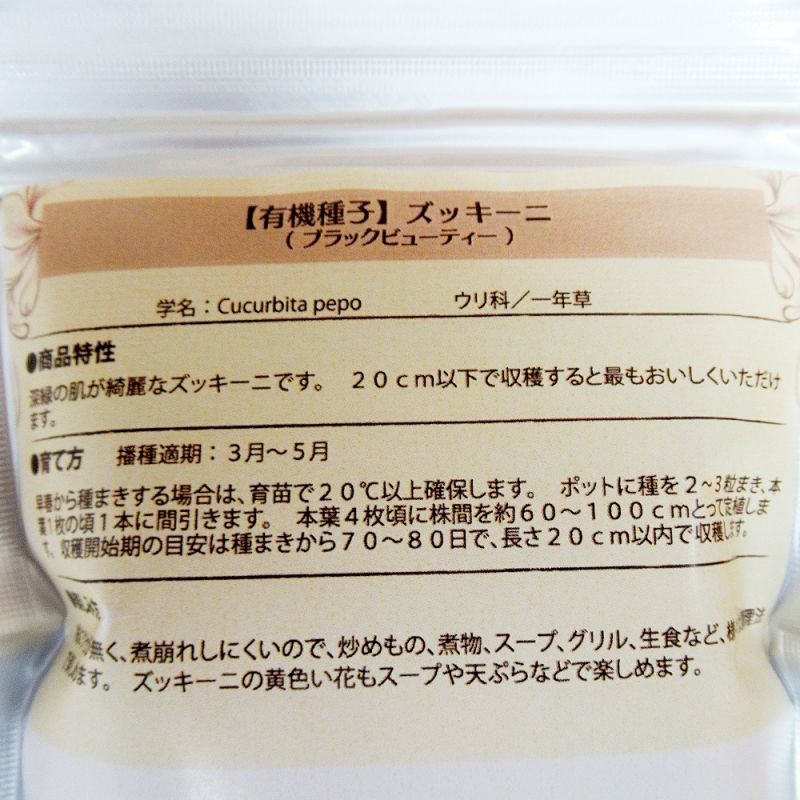 【有機種子】ズッキーニ
(ブラックビューティー)
学名：Cucurbita pepo ウリ科／一年草
●商品特性
深緑の肌が綺麗なズッキーニです。 ２０ｃｍ以下で収穫すると最もおいしくいただけ
ます。
●育て方 播種適期：３月～５月
早春から種まきする場合は、育苗で２０℃以上確保します。 ポットに種を２~３粒まき、本
葉１枚の頃１本に間引きます。 本葉４枚頃に株間を約６０～１００ｃｍとって定植しま
す。収穫開始期の目安は種まきから７０～８０日で、長さ２０ｃｍ以内で収穫します。
無く、煮崩れしにくいので、炒めもの、煮物、スープ、グリル、生食など、
ます。 ズッキーニの黄色い花もスープや天ぷらなどで楽しめます。